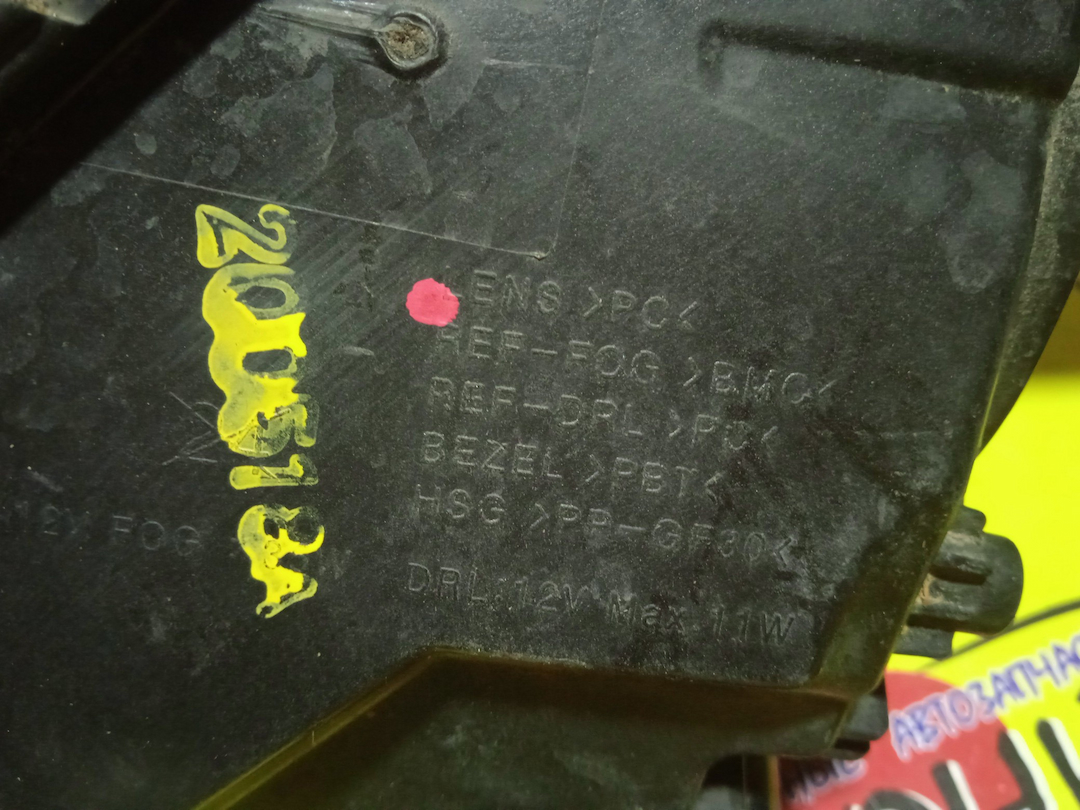 LENS >PC<
REF-FOG >BMC<
REF-DRL >PC<
BEZEL >PBT<
HSG >PP-GF30<
DRL:12V Max 11W
12V FOG
АВТОЗАПЧАС
НЫЕ